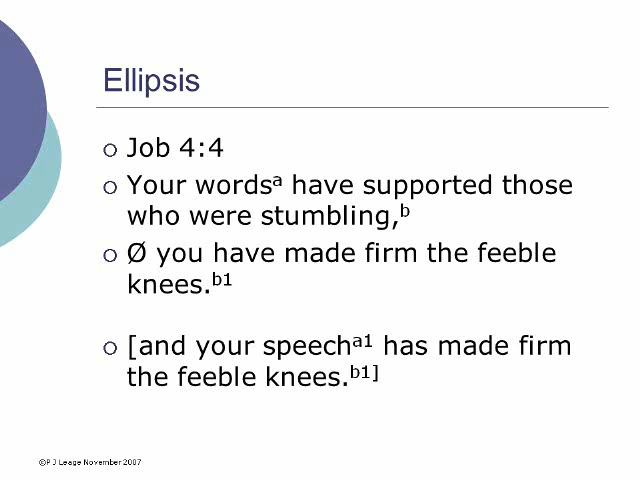 Ellipsis
Job 4:4
Your wordsᵃ have supported those
who were stumbling,ᵇ
Ø you have made firm the feeble
knees.ᵇ¹
[and your speechᵃ¹ has made firm
the feeble knees.ᵇ¹]
©P J Leage November 2007